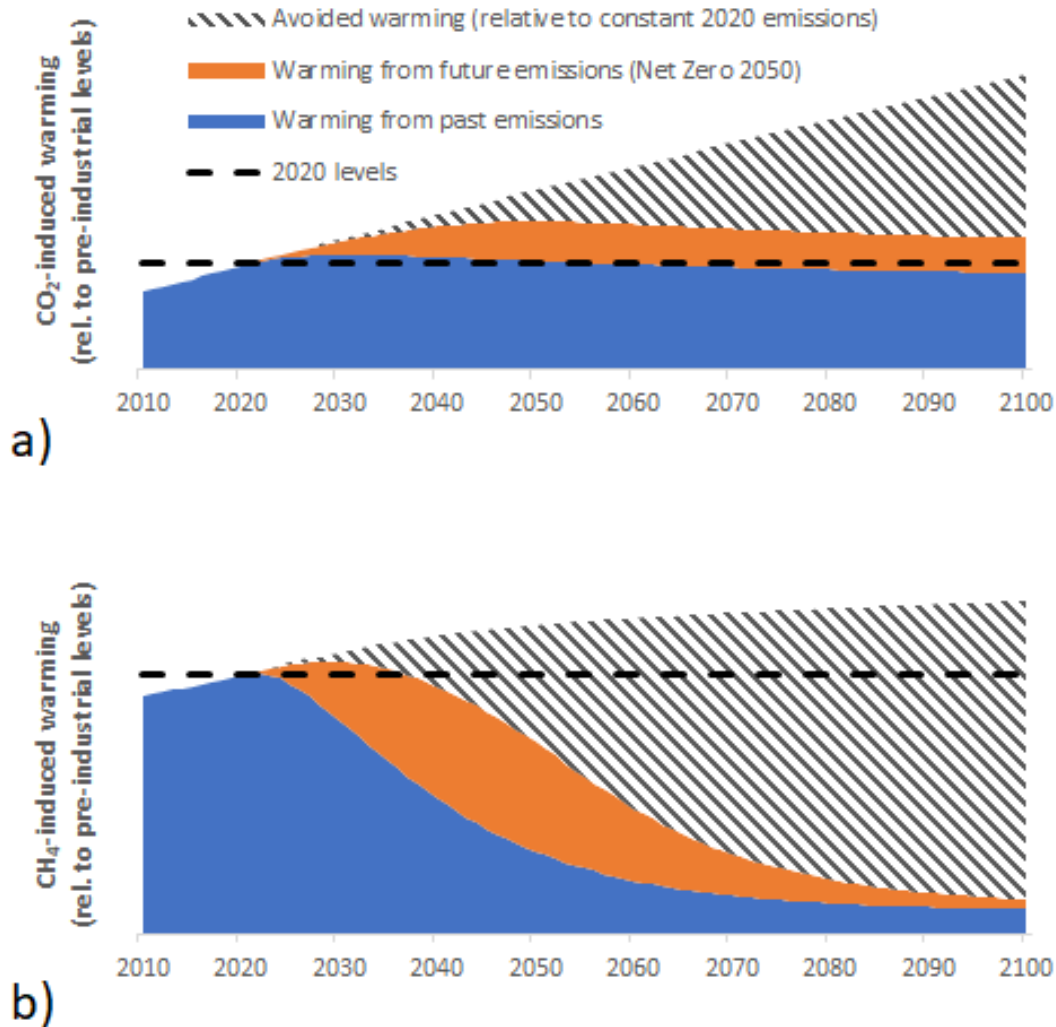 Avoided warming (relative to constant 2020 emissions)
Warming from future emissions (Net Zero 2050)
Warming from past emissions
2020 levels
CO₂-induced warming
(rel. to pre-industrial levels)
2010 2020 2030 2040 2050 2060 2070 2080 2090 2100
a)
CH₄-induced warming
(rel. to pre-industrial levels)
2010 2020 2030 2040 2050 2060 2070 2080 2090 2100
b)